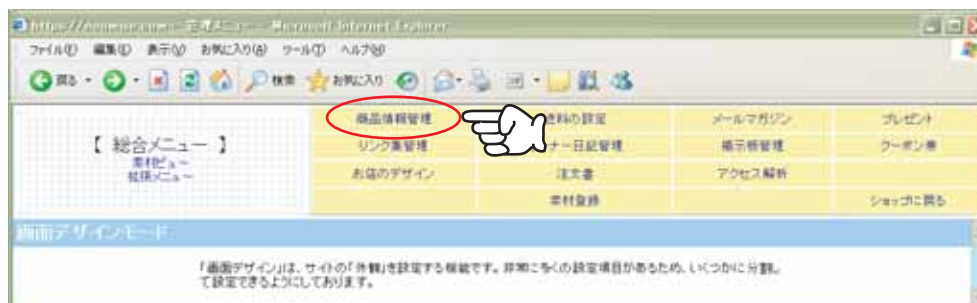 管理メニュー - Microsoft Internet Explorer
ファイル(F) 編集(E) 表示(V) お気に入り(A) ツール(T) ヘルプ(H)
戻る 検索 お気に入り
商品情報管理 送料の設定 メールマガジン プレゼント
【 総合メニュー 】 リンク集管理 ナー日記管理 掲示板管理 クーポン券
素材ビュー
拡張メニュー お店のデザイン 注文書 アクセス解析
素材登録 ショップに戻る
画面デザインモード
「画面デザイン」は、サイトの「外観」を設定する機能です。非常に多くの設定項目があるため、いくつかに分割し
て設定できるようにしております。